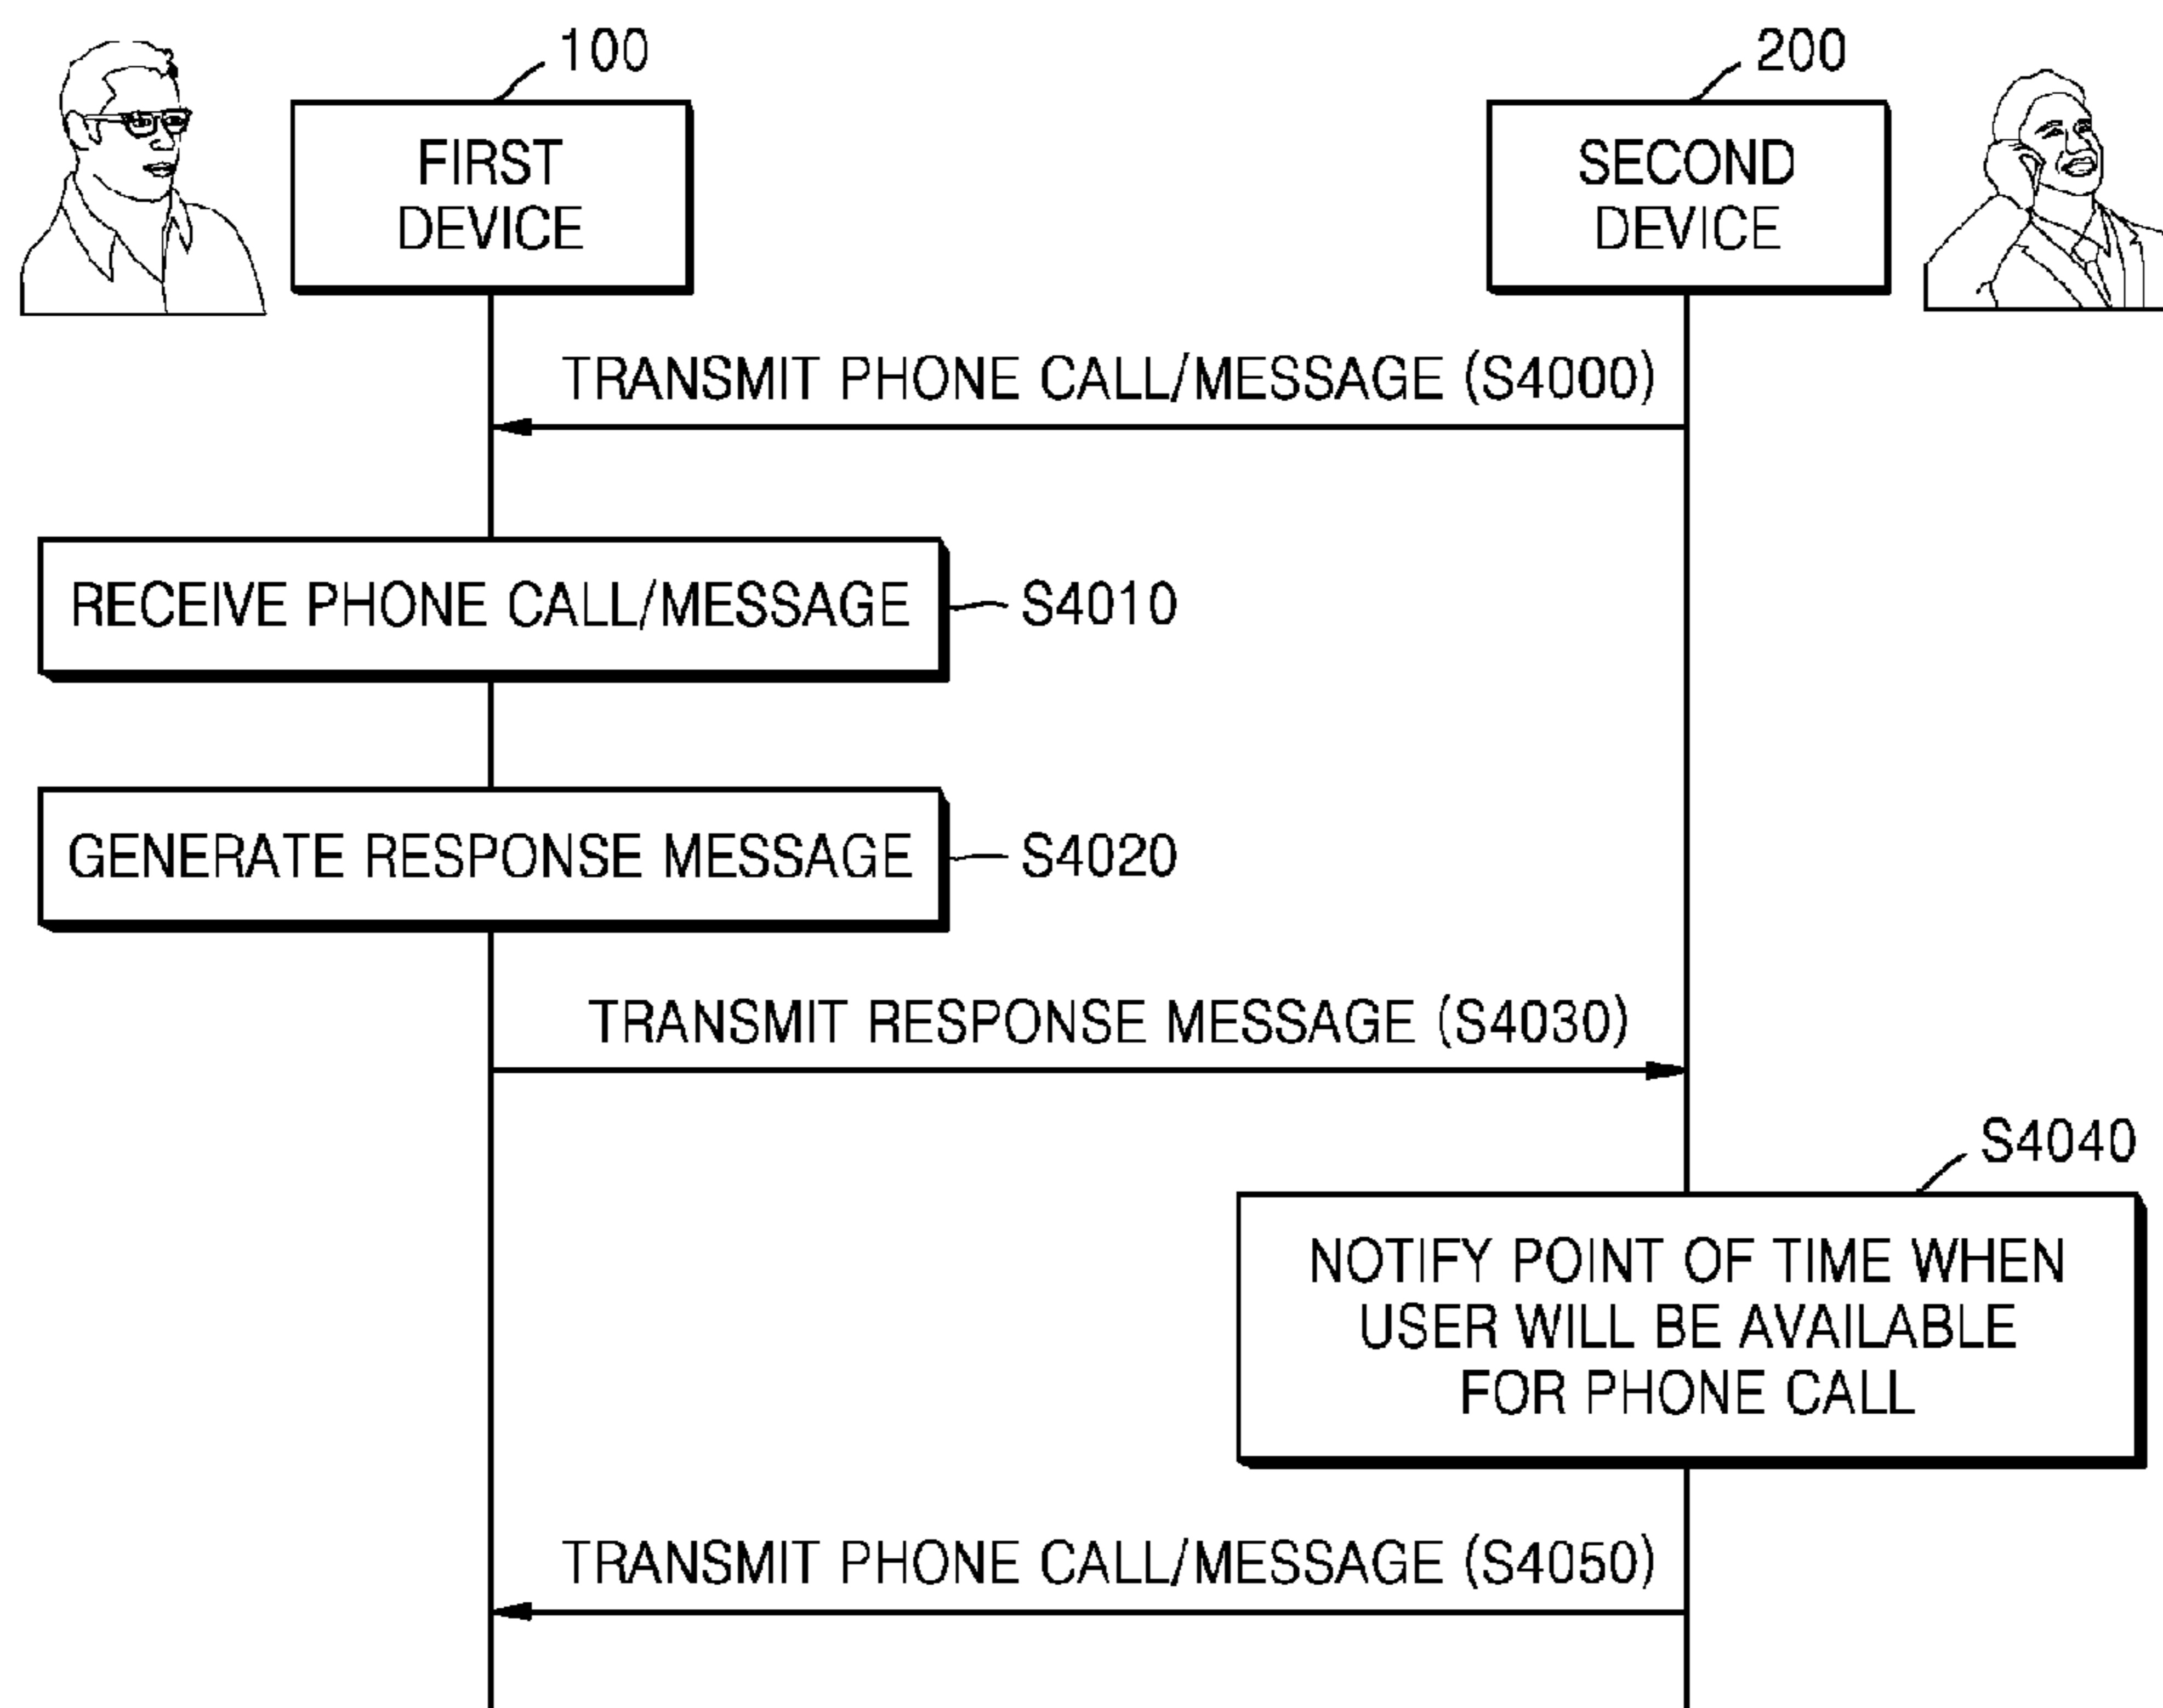 100
200
FIRST
DEVICE
SECOND
DEVICE
TRANSMIT PHONE CALL/MESSAGE (S4000)
RECEIVE PHONE CALL/MESSAGE
S4010
GENERATE RESPONSE MESSAGE
S4020
TRANSMIT RESPONSE MESSAGE (S4030)
S4040
NOTIFY POINT OF TIME WHEN
USER WILL BE AVAILABLE
FOR PHONE CALL
TRANSMIT PHONE CALL/MESSAGE (S4050)